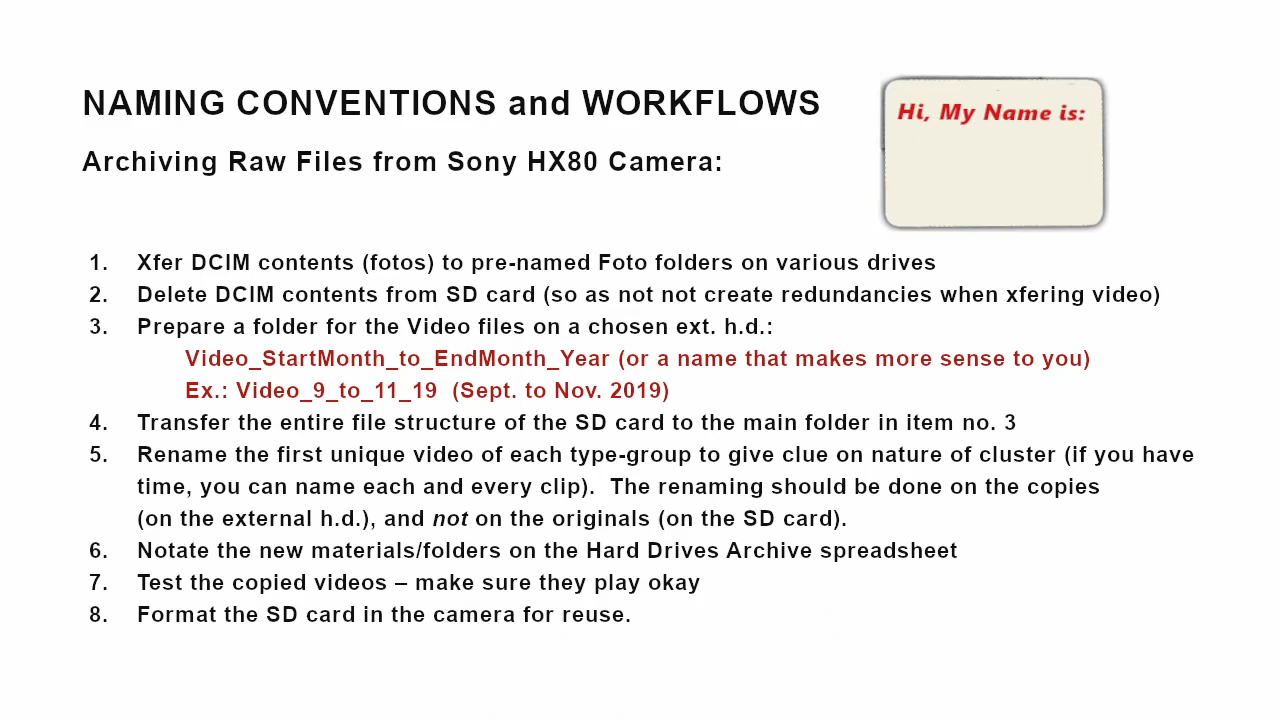 NAMING CONVENTIONS and WORKFLOWS
Hi, My Name is:
Archiving Raw Files from Sony HX80 Camera:
1. Xfer DCIM contents (fotos) to pre-named Foto folders on various drives
2. Delete DCIM contents from SD card (so as not not create redundancies when xfering video)
3. Prepare a folder for the Video files on a chosen ext. h.d.:
Video_StartMonth_to_EndMonth_Year (or a name that makes more sense to you)
Ex.: Video_9_to_11_19 (Sept. to Nov. 2019)
4. Transfer the entire file structure of the SD card to the main folder in item no. 3
5. Rename the first unique video of each type-group to give clue on nature of cluster (if you have
time, you can name each and every clip). The renaming should be done on the copies
(on the external h.d.), and not on the originals (on the SD card).
6. Notate the new materials/folders on the Hard Drives Archive spreadsheet
7. Test the copied videos – make sure they play okay
8. Format the SD card in the camera for reuse.